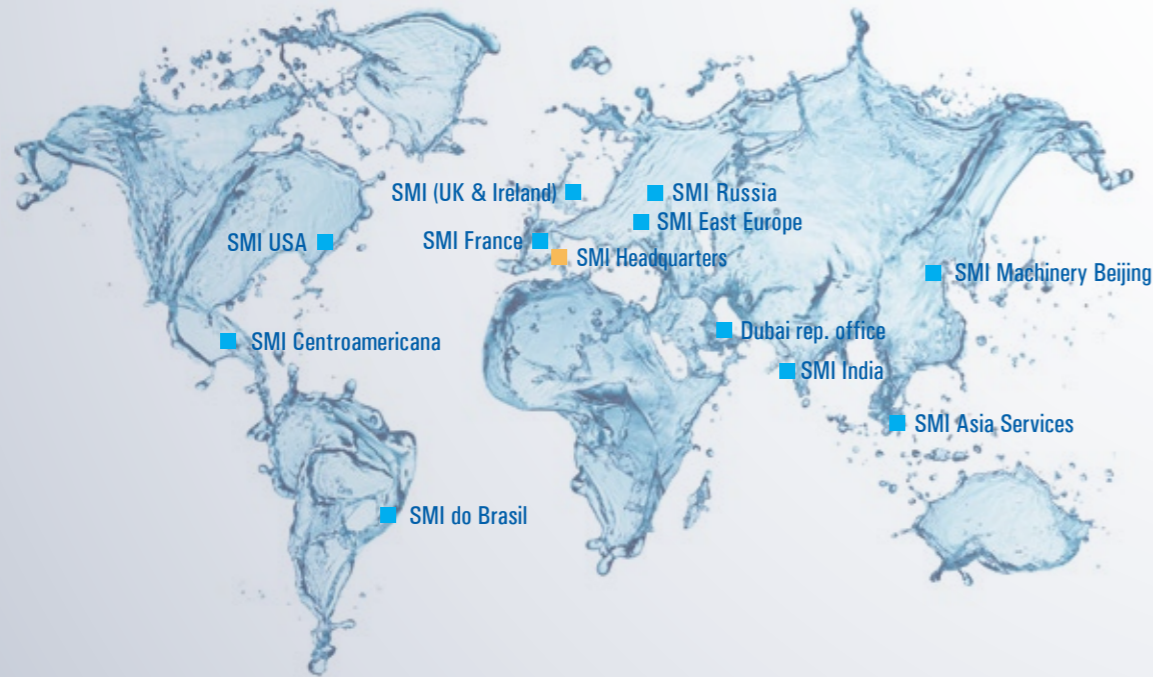 SMI (UK & Ireland)
SMI Russia
SMI East Europe
SMI USA
SMI France
SMI Headquarters
SMI Machinery Beijing
Dubai rep. office
SMI Centroamericana
SMI India
SMI Asia Services
SMI do Brasil